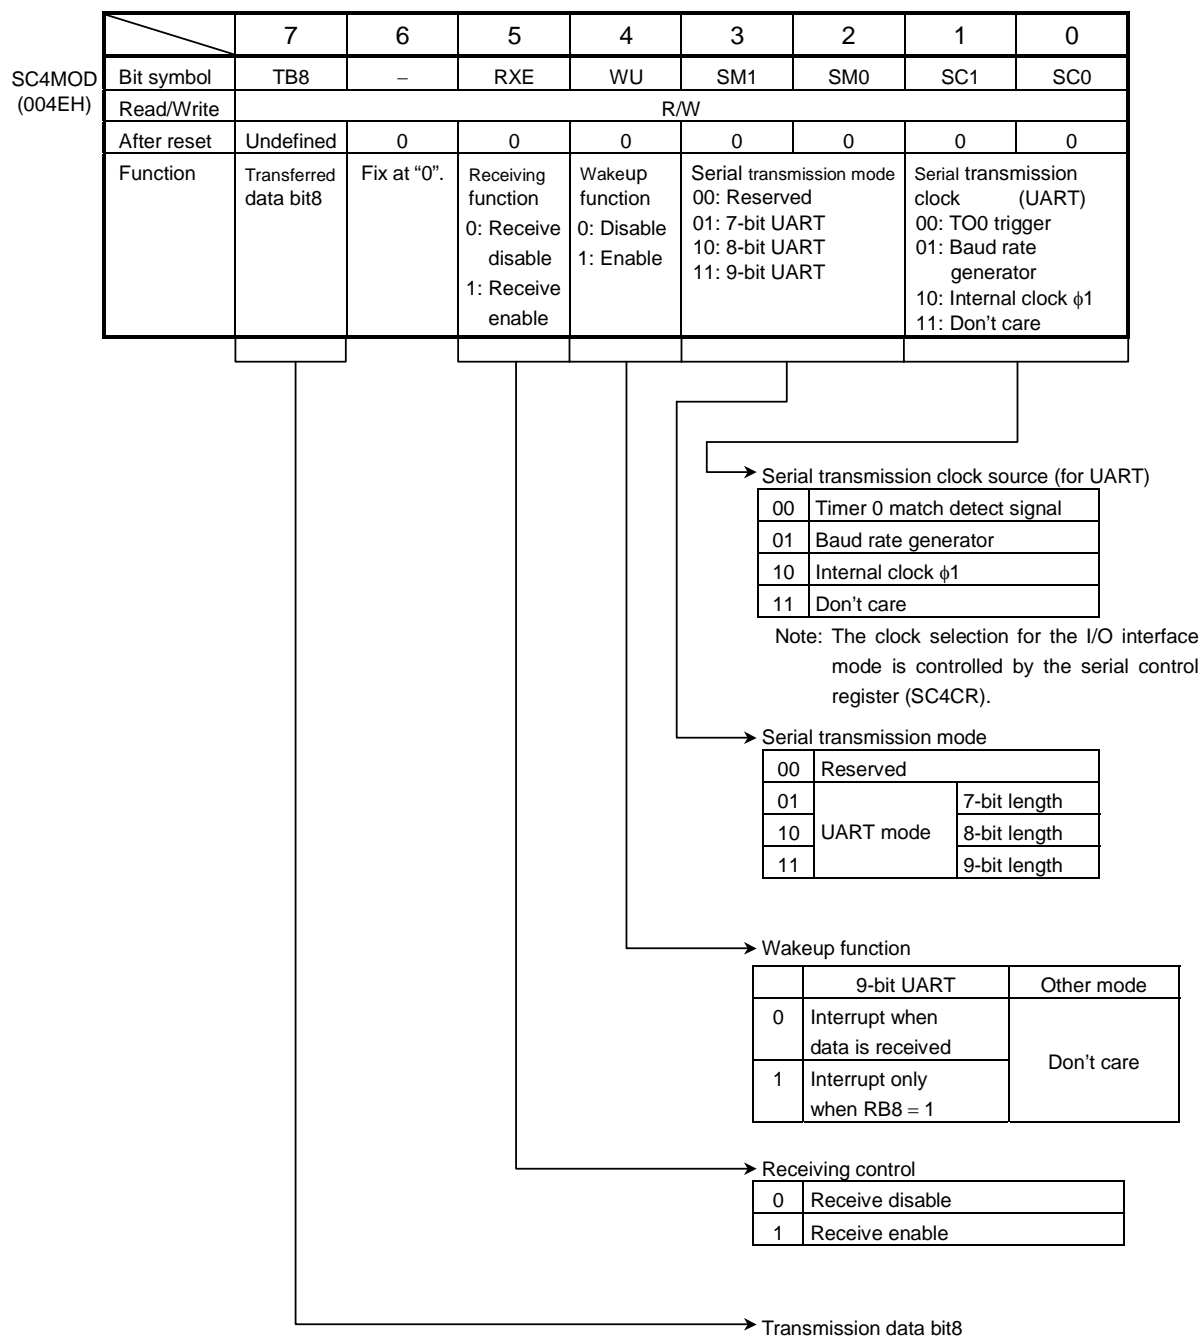 7 6 5 4 3 2 1 0
SC4MOD
(004EH)
Bit symbol TB8 − RXE WU SM1 SM0 SC1 SC0
Read/Write R/W
After reset Undefined 0 0 0 0 0 0 0
Function
Transferred
data bit8
Fix at “0”.
Receiving
function
0: Receive
disable
1: Receive
enable
Wakeup
function
0: Disable
1: Enable
Serial transmission mode
00: Reserved
01: 7-bit UART
10: 8-bit UART
11: 9-bit UART
Serial transmission
clock (UART)
00: TO0 trigger
01: Baud rate
generator
10: Internal clock ϕ1
11: Don’t care
Serial transmission clock source (for UART)
00 Timer 0 match detect signal
01 Baud rate generator
10 Internal clock ϕ1
11 Don’t care
Note: The clock selection for the I/O interface
mode is controlled by the serial control
register (SC4CR).
Serial transmission mode
00 Reserved
01 7-bit length
10 UART mode 8-bit length
11 9-bit length
Wakeup function
9-bit UART Other mode
0 Interrupt when
data is received
Don’t care
1 Interrupt only
when RB8 = 1
Receiving control
0 Receive disable
1 Receive enable
Transmission data bit8